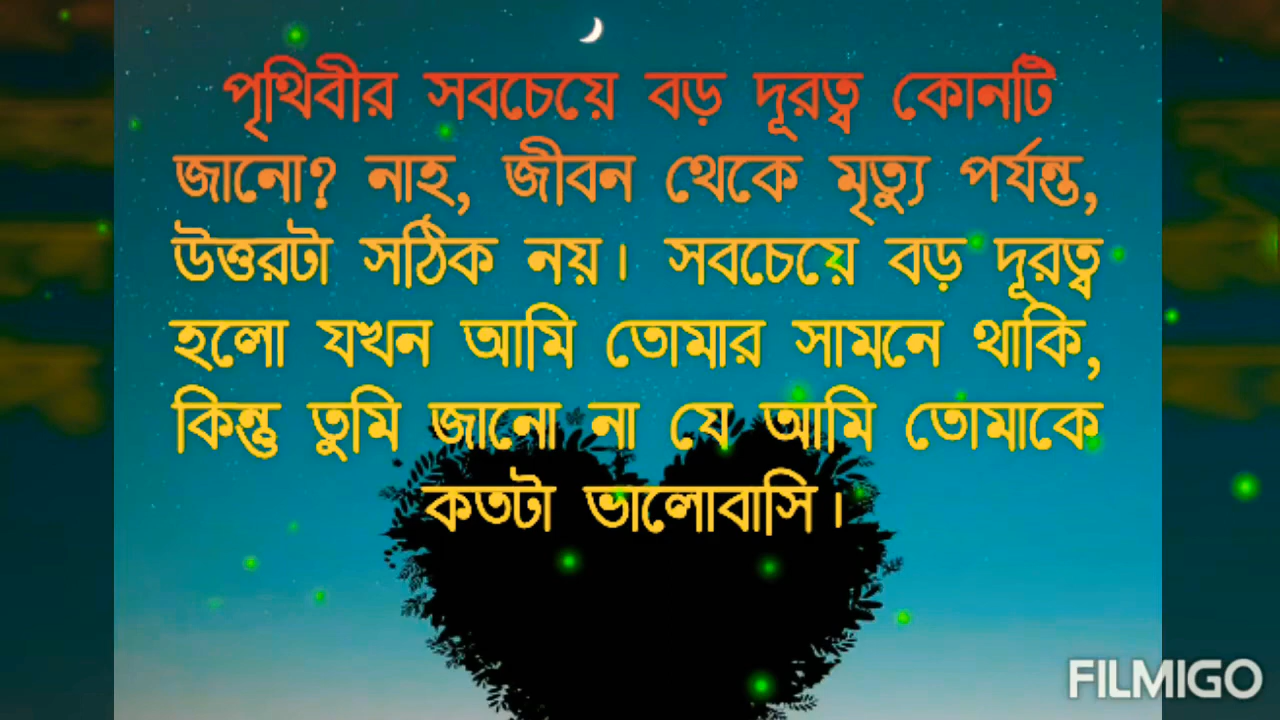 পৃথিবীর সবচেয়ে বড় দূরত্ব কোনটি
জানো? নাহ, জীবন থেকে মৃত্যু পর্যন্ত,
উত্তরটা সঠিক নয়। সবচেয়ে বড় দূরত্ব
হলো যখন আমি তোমার সামনে থাকি,
কিন্তু তুমি জানো না যে আমি তোমাকে
কতটা ভালোবাসি।
FILMIGO